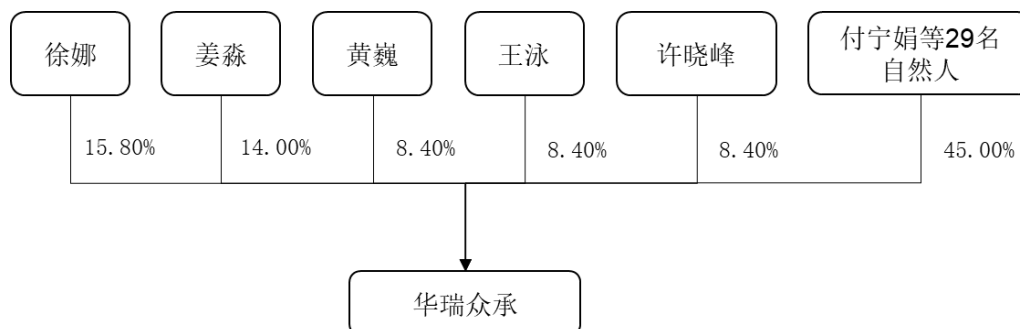 徐娜
姜淼
黄巍
王泳
许晓峰
付宁娟等29名
自然人
15.80%
14.00%
8.40%
8.40%
8.40%
45.00%
华瑞众承